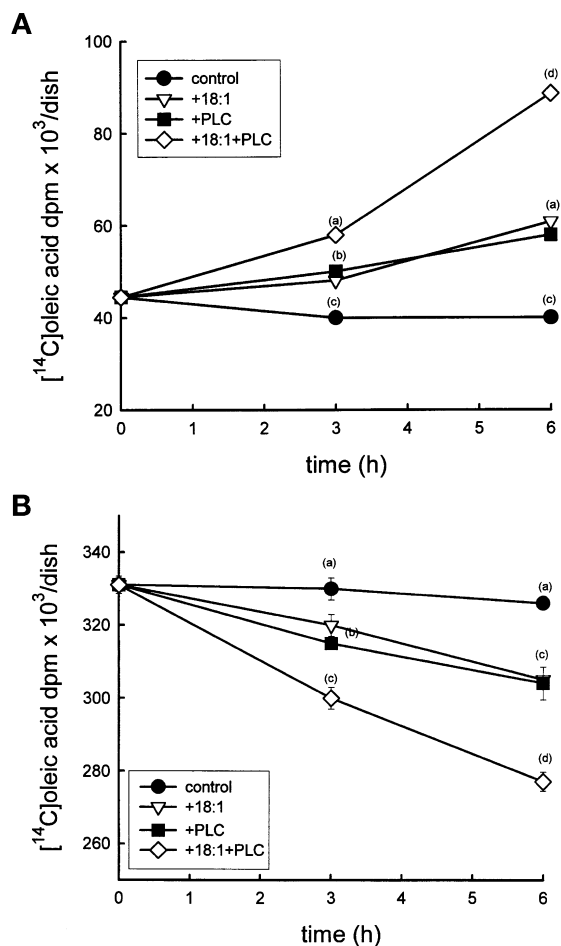 A
[¹⁴C]oleic acid dpm x 10³/dish
100
80
60
40
20
control
+18:1
+PLC
+18:1+PLC
(d)
(a)
(a)
(b)
(c)
(c)
0
1
2
3
4
5
6
time (h)
B
[¹⁴C]oleic acid dpm x 10³/dish
340
320
300
280
260
(a)
(a)
(b)
(c)
(c)
(d)
control
+18:1
+PLC
+18:1+PLC
0
1
2
3
4
5
6
time (h)